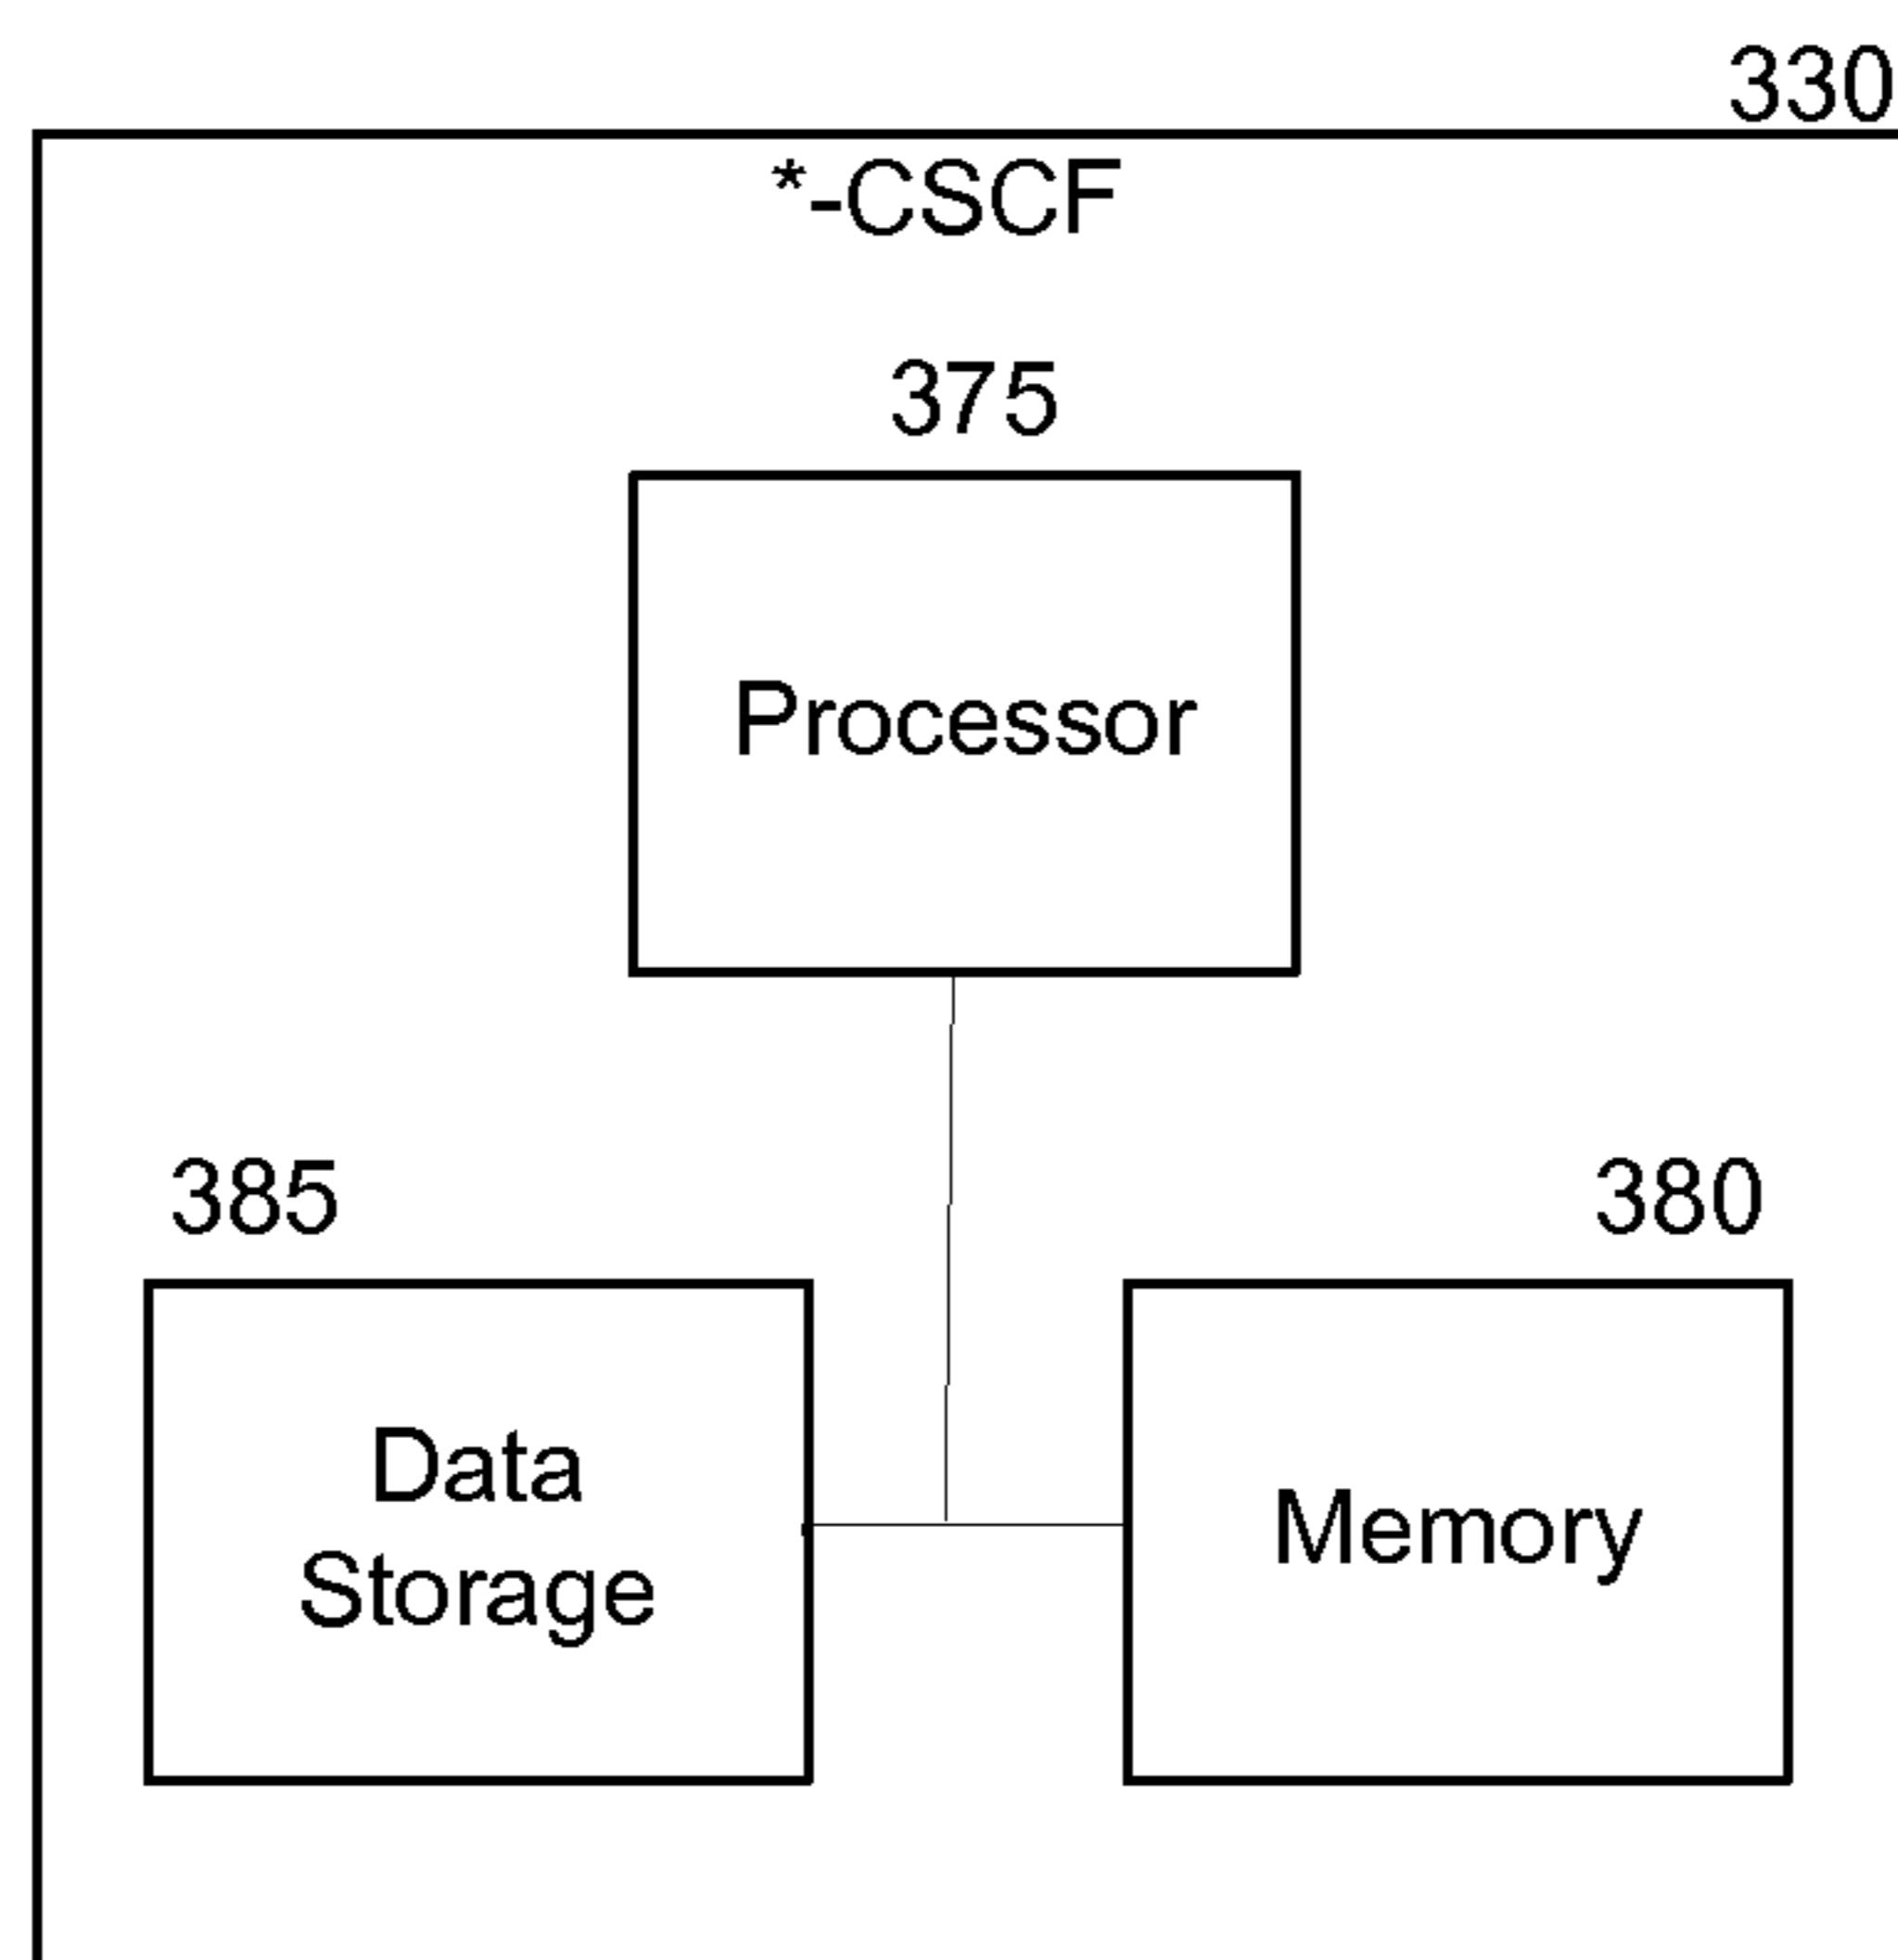 330
*-CSCF
375
Processor
385
380
Data
Storage
Memory